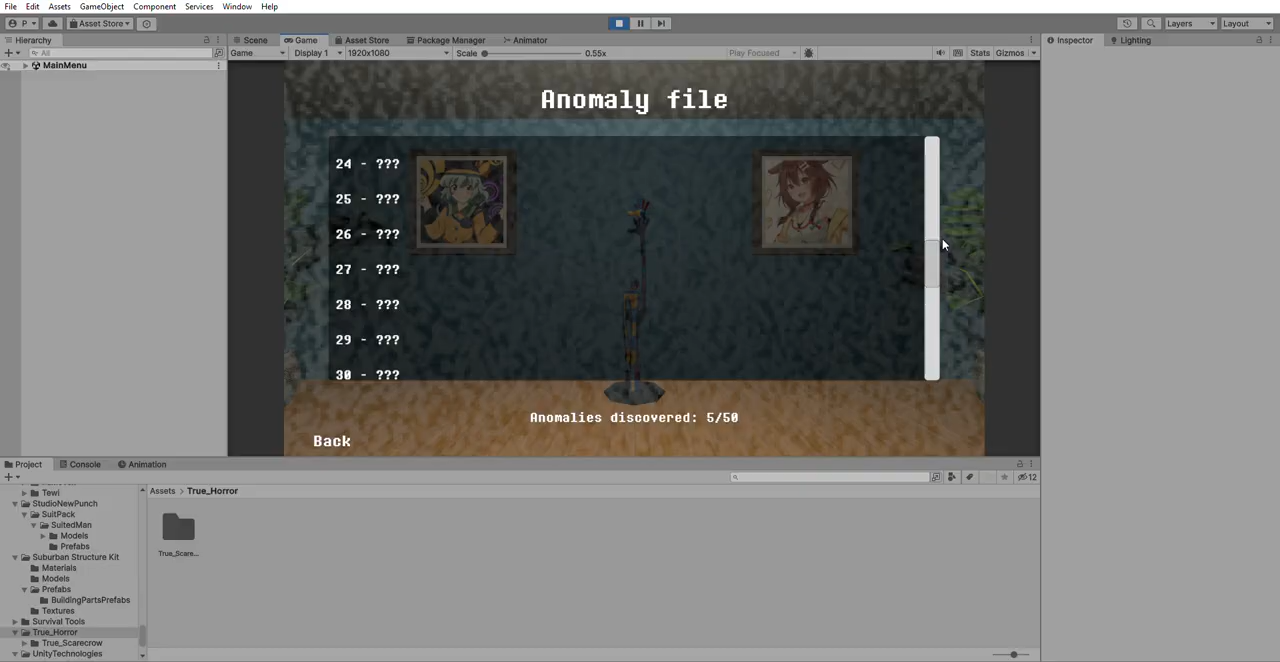 File Edit Assets GameObject Component Services Window Help
P Asset Store Layers Layout
Hierarchy Scene Game Asset Store Package Manager Animator Inspector Lighting
All Game Display 1 1920x1080 Scale 0.55x Play Focused Stats Gizmos
MainMenu
Anomaly file
24 - ???
25 - ???
26 - ???
27 - ???
28 - ???
29 - ???
30 - ???
Anomalies discovered: 5/50
Back
Project Console Animation
12
Tewi
StudioNewPunch
SuitPack
SuitedMan
Models
Prefabs
Suburban Structure Kit
Materials
Models
Prefabs
BuildingPartsPrefabs
Textures
Survival Tools
True_Horror
True_Scarecrow
UnityTechnologies
Assets > True_Horror
True_Scare...